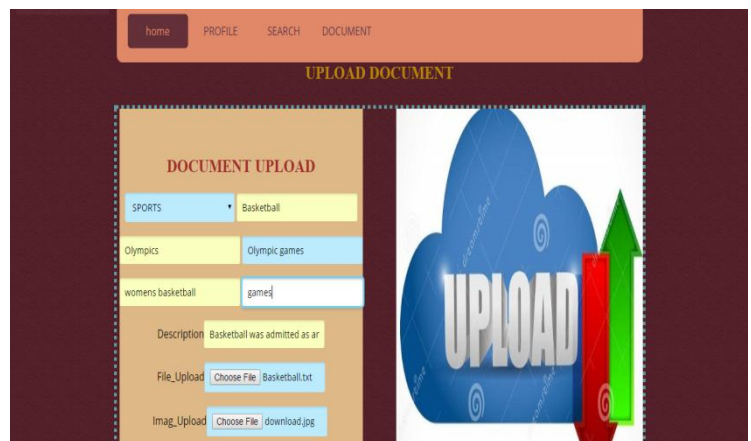 home PROFILE SEARCH DOCUMENT
UPLOAD DOCUMENT
DOCUMENT UPLOAD
SPORTS Basketball
Olympics Olympic games
womens basketball games
Description Basketball was admitted as ar
File_Upload Choose File Basketball.txt
Imag_Upload Choose File download.jpg
UPLOAD
dreamstime